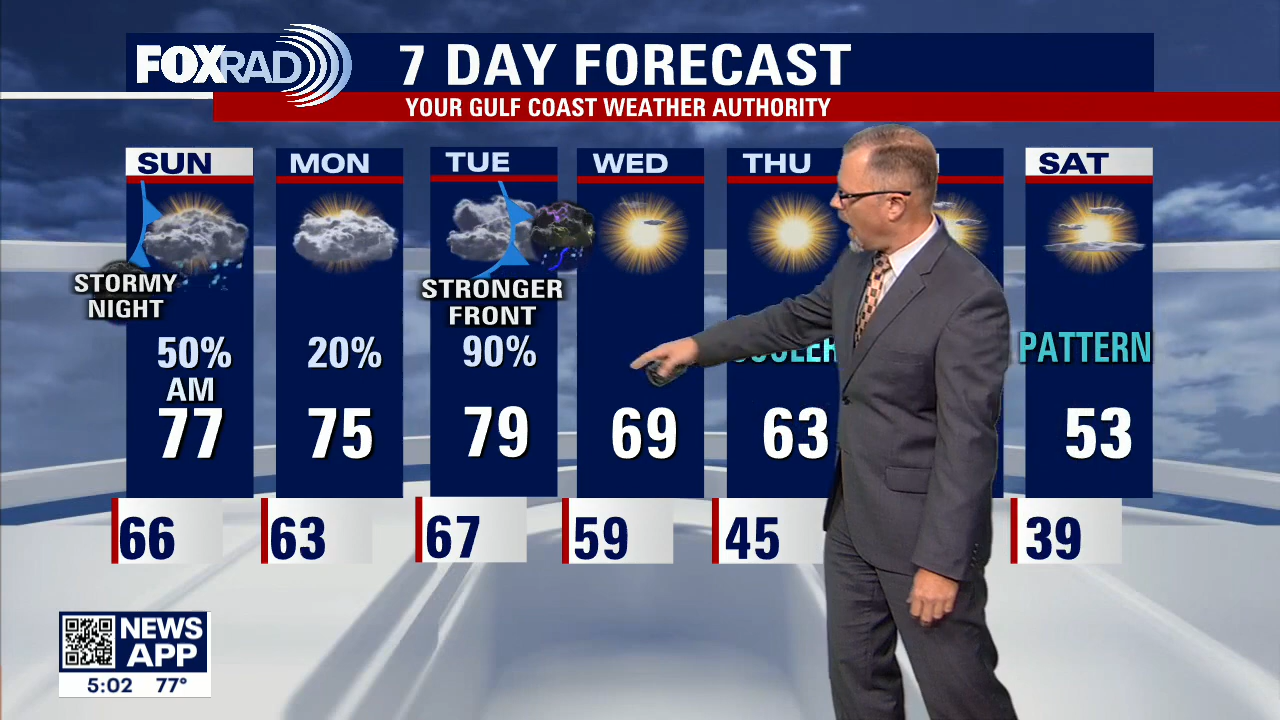 FOXRAD
7 DAY FORECAST
YOUR GULF COAST WEATHER AUTHORITY
SUN MON TUE WED THU SAT
STORMY
NIGHT
STRONGER
FRONT
50% 20% 90% PATTERN
AM
77 75 79 69 63 53
66 63 67 59 45 39
NEWS
APP
5:02 77°